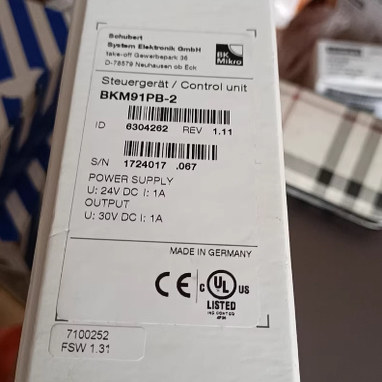 Schubert
System Elektronik GmbH
take-off Gewerbepark 36
D-78579 Neuhausen ob Eck
BK
Mikro
Steuergerät / Control unit
BKM91PB-2
ID 6304262 REV 1.11
S/N 1724017 .067
POWER SUPPLY
U: 24V DC I: 1A
OUTPUT
U: 30V DC I: 1A
MADE IN GERMANY
CE C UL US
LISTED
7100252
FSW 1.31